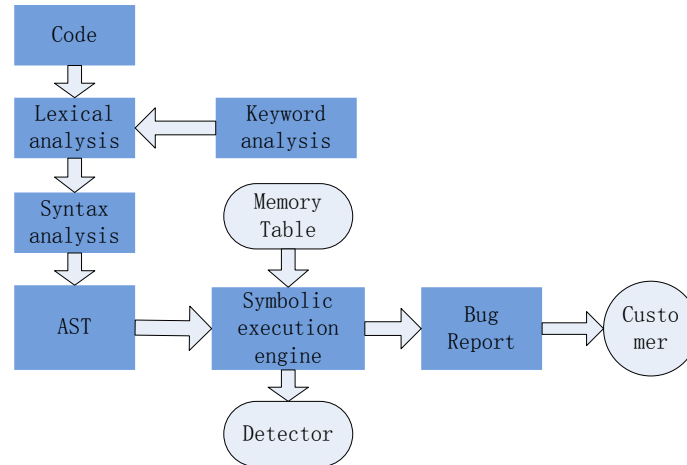 Code
Lexical
analysis
Keyword
analysis
Syntax
analysis
Memory
Table
AST
Symbolic
execution
engine
Bug
Report
Custo
mer
Detector